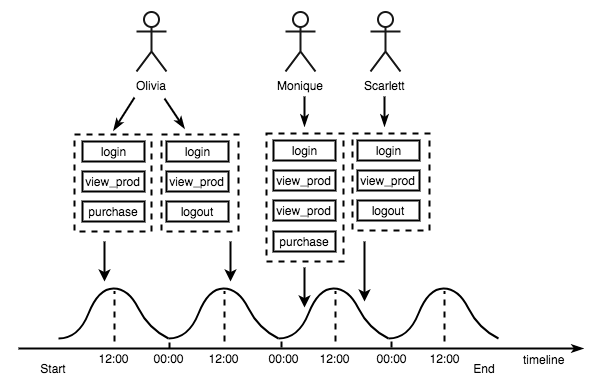 Olivia
Monique
Scarlett
login
view_prod
purchase
login
view_prod
logout
login
view_prod
view_prod
purchase
login
view_prod
logout
12:00
00:00
12:00
00:00
12:00
00:00
12:00
timeline
Start
End